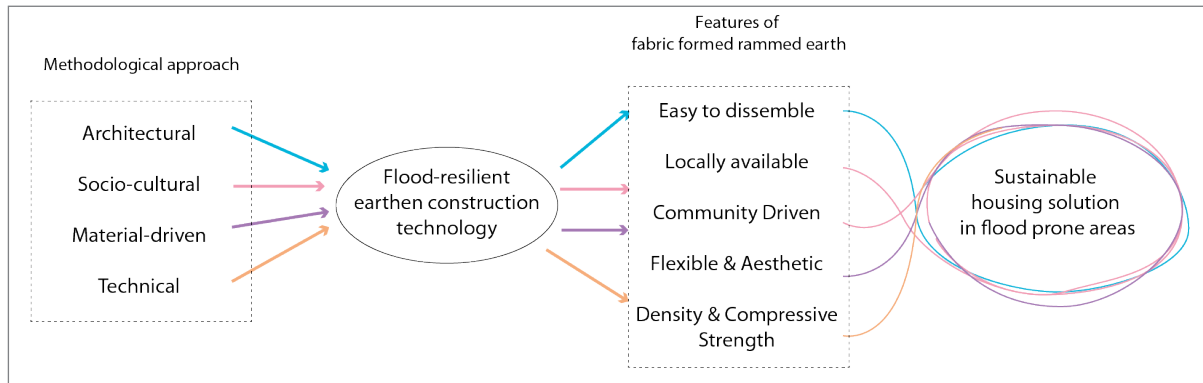 Methodological approach
Architectural
Socio-cultural
Material-driven
Technical
Flood-resilient
earthen construction
technology
Features of
fabric formed rammed earth
Easy to dissemble
Locally available
Community Driven
Flexible & Aesthetic
Density & Compressive
Strength
Sustainable
housing solution
in flood prone areas